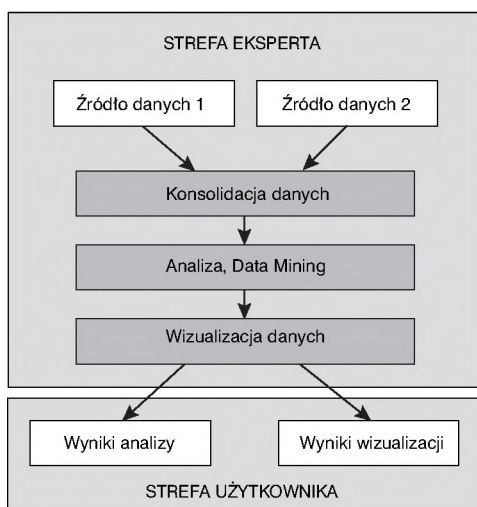 STREFA EKSPERTA
Źródło danych 1
Źródło danych 2
Konsolidacja danych
Analiza, Data Mining
Wizualizacja danych
Wyniki analizy
Wyniki wizualizacji
STREFA UŻYTKOWNIKA